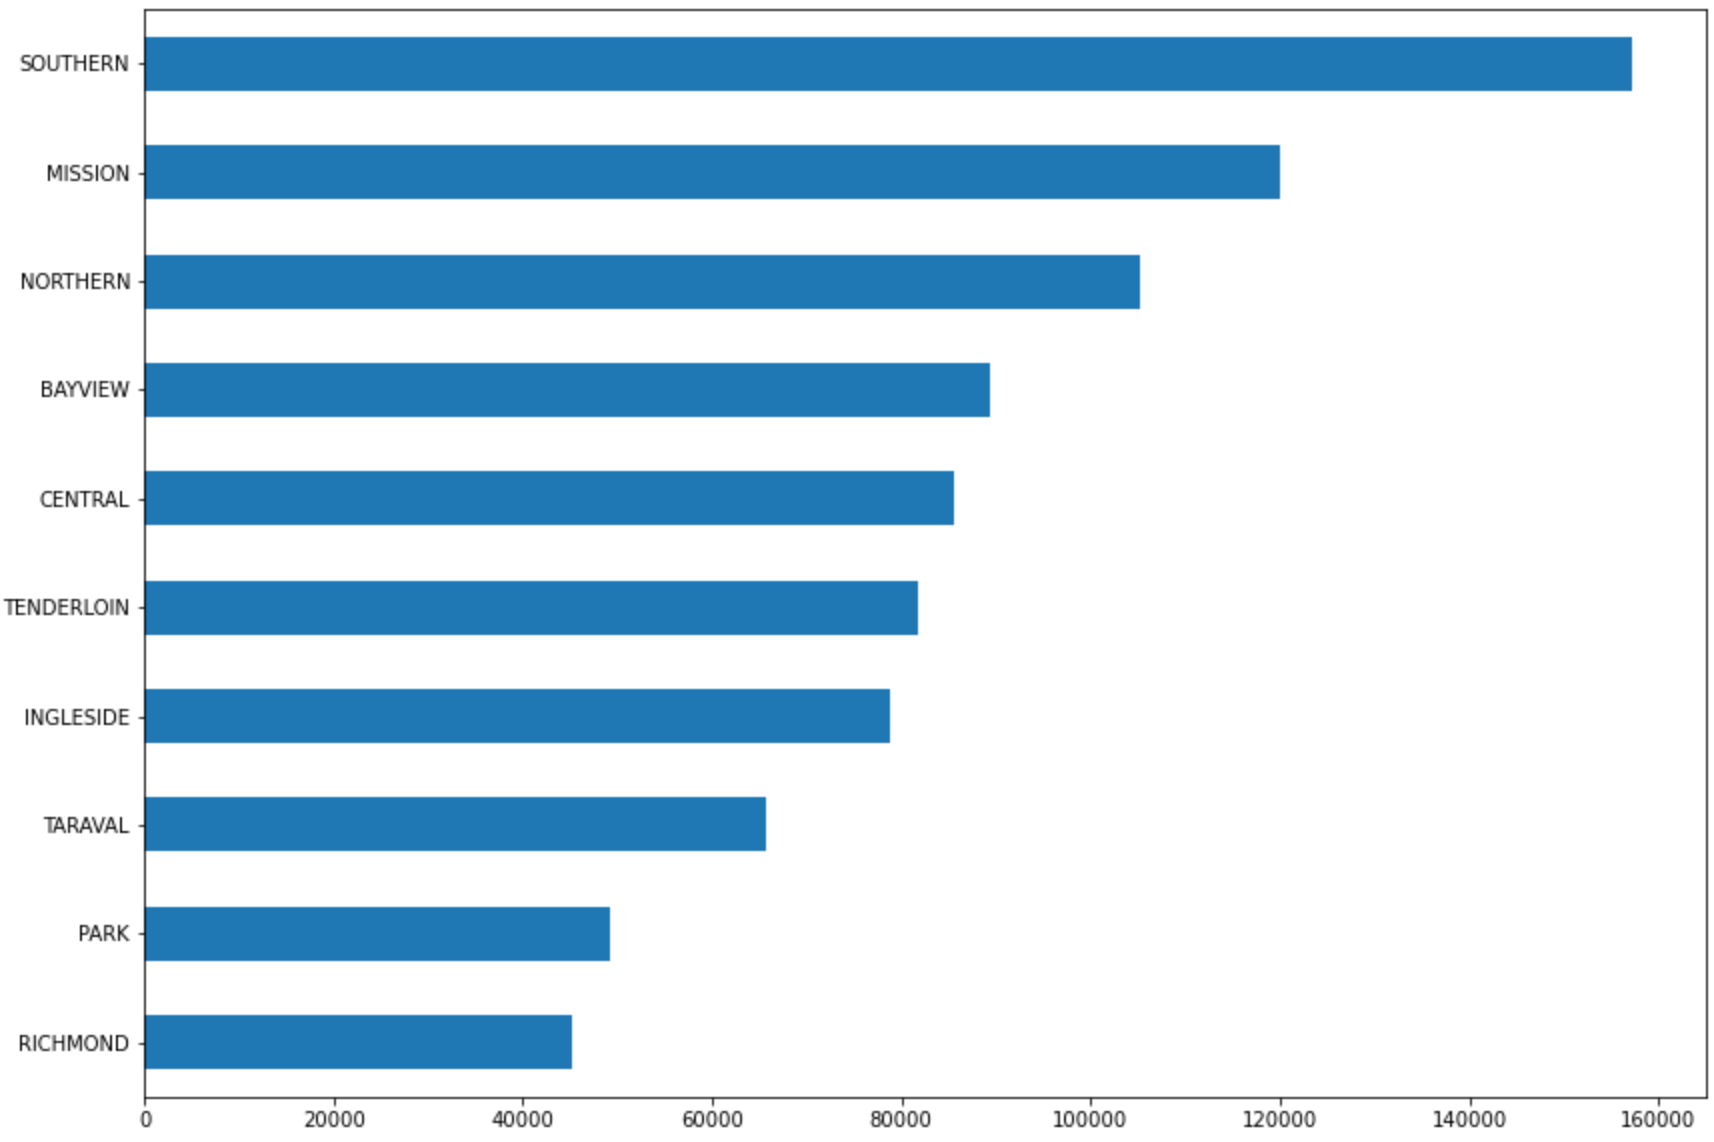 SOUTHERN
MISSION
NORTHERN
BAYVIEW
CENTRAL
TENDERLOIN
INGLESIDE
TARAVAL
PARK
RICHMOND
0 20000 40000 60000 80000 100000 120000 140000 160000